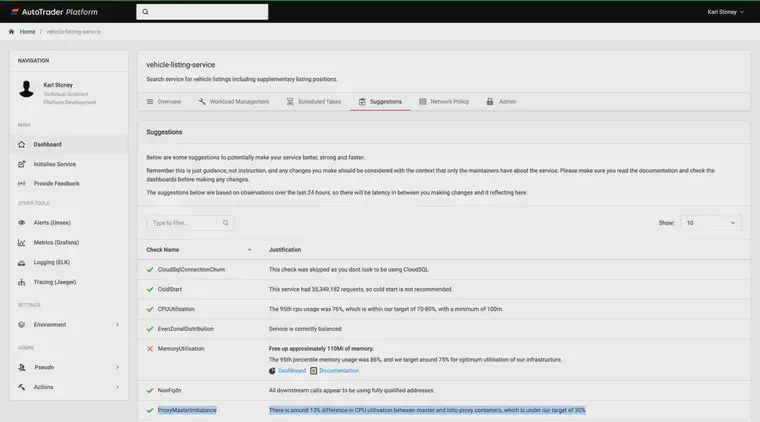 AutoTrader Platform
Karl Stoney
Home / vehicle-listing-service
NAVIGATION
Karl Stoney
Technical Architect
Platform Development
MAIN
Dashboard
Initialise Service
Provide Feedback
OTHER TOOLS
Alerts (Unsee)
Metrics (Grafana)
Logging (ELK)
Tracing (Jaeger)
SETTINGS
Environment
ADMIN
Pseudo
Actions
vehicle-listing-service
Search service for vehicle listings including supplementary listing positions.
Overview Workload Management Scheduled Tasks Suggestions Network Policy Admin
Suggestions
Below are some suggestions to potentially make your service better, strong and faster.
Remember this is just guidance, not instruction, and any changes you make should be considered with the context that only the maintainers have about the service. Please make sure you read the documentation and check the
dashboards before making any changes.
The suggestions below are based on observations over the last 24 hours, so there will be latency in between you making changes and it reflecting here.
Type to filter... Show: 10
Check Name Justification
CloudSqlConnectionChurn This check was skipped as you dont look to be using CloudSQL
ColdStart This service had 35,349,182 requests, so cold start is not recommended.
CPUUtilisation The 95th cpu usage was 76%, which is within our target of 70-80%, with a minimum of 100m.
EvenZonalDistribution Service is correctly balanced
MemoryUtilisation Free up approximately 110Mi of memory.
The 95th percentile memory usage was 86%, and we target around 75% for optimum utilisation of our infrastructure.
Dashboard Documentation
NonFqdn All downstream calls appear to be using fully qualified addresses.
ProxyMasterImbalance There is around 13% difference in CPU utilisation between master and istio-proxy containers, which is under our target of 30%